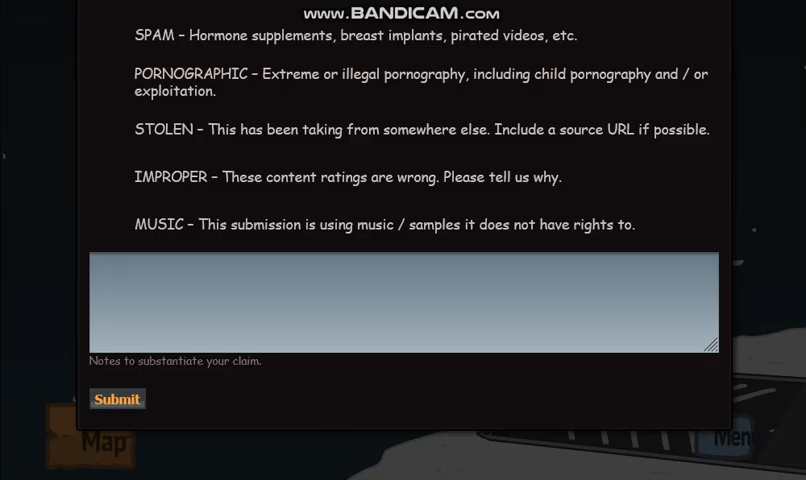 www.BANDICAM.com
SPAM – Hormone supplements, breast implants, pirated videos, etc.
PORNOGRAPHIC – Extreme or illegal pornography, including child pornography and / or
exploitation.
STOLEN – This has been taking from somewhere else. Include a source URL if possible.
IMPROPER – These content ratings are wrong. Please tell us why.
MUSIC – This submission is using music / samples it does not have rights to.
Notes to substantiate your claim.
Submit
Map
Menu